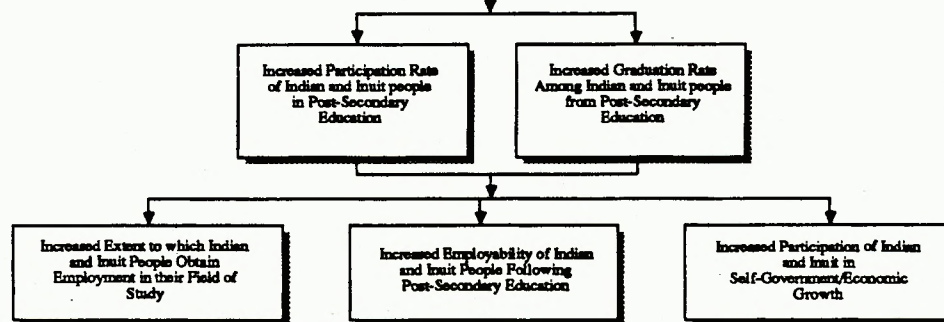 Increased Participation Rate
of Indian and Inuit people
in Post-Secondary
Education
Increased Graduation Rate
Among Indian and Inuit people
from Post-Secondary
Education
Increased Extent to which Indian
and Inuit People Obtain
Employment in their Field of
Study
Increased Employability of Indian
and Inuit People Following
Post-Secondary Education
Increased Participation of Indian
and Inuit in
Self-Government/Economic
Growth